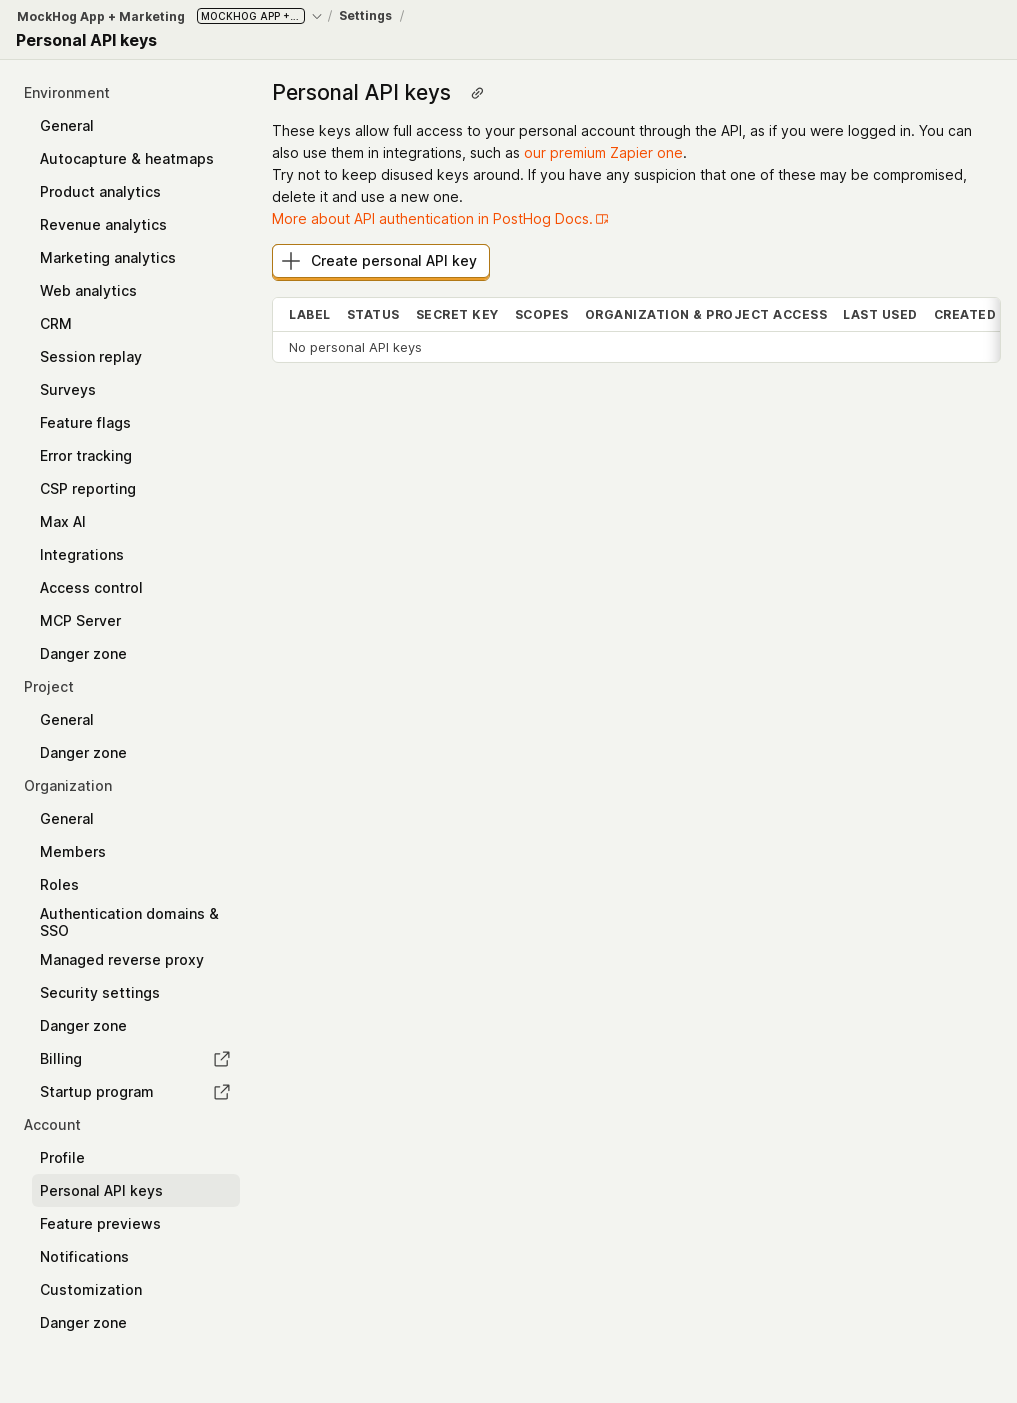 MockHog App + Marketing MOCKHOG APP +... / Settings /
Personal API keys
Environment
General
Autocapture & heatmaps
Product analytics
Revenue analytics
Marketing analytics
Web analytics
CRM
Session replay
Surveys
Feature flags
Error tracking
CSP reporting
Max AI
Integrations
Access control
MCP Server
Danger zone
Project
General
Danger zone
Organization
General
Members
Roles
Authentication domains &
SSO
Managed reverse proxy
Security settings
Danger zone
Billing
Startup program
Account
Profile
Personal API keys
Feature previews
Notifications
Customization
Danger zone
Personal API keys
These keys allow full access to your personal account through the API, as if you were logged in. You can
also use them in integrations, such as our premium Zapier one.
Try not to keep disused keys around. If you have any suspicion that one of these may be compromised,
delete it and use a new one.
More about API authentication in PostHog Docs.
Create personal API key
LABEL STATUS SECRET KEY SCOPES ORGANIZATION & PROJECT ACCESS LAST USED CREATED
No personal API keys